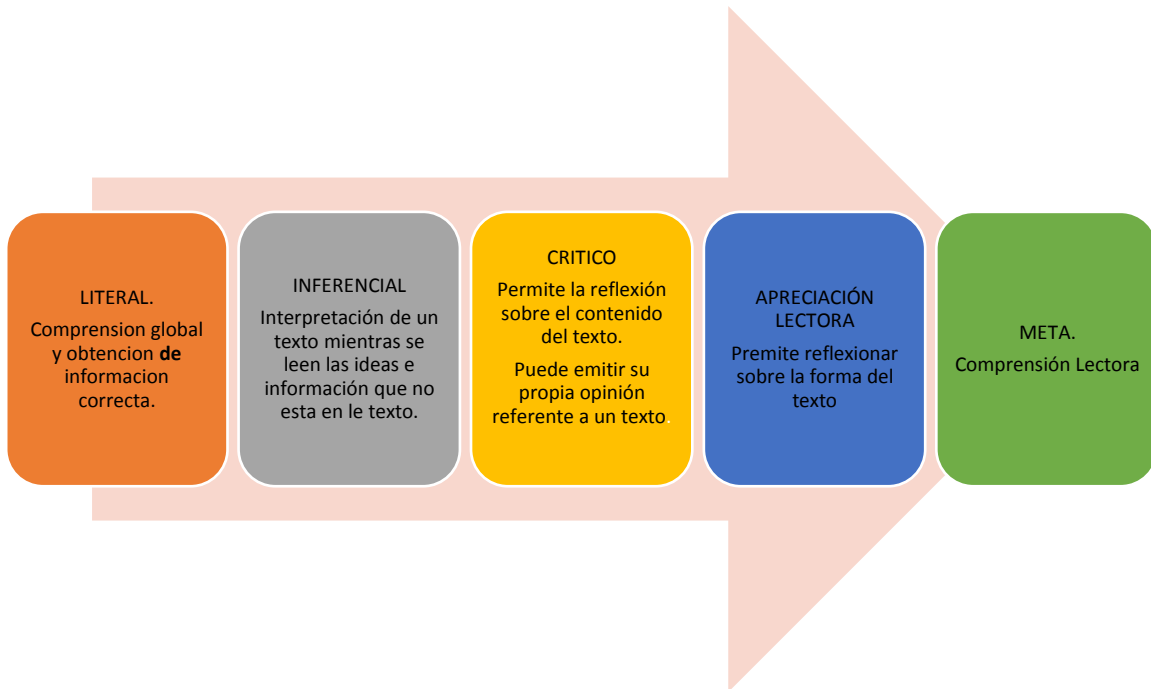 LITERAL.
Comprension global
y obtencion de
informacion
correcta.
INFERENCIAL
Interpretación de un
texto mientras se
leen las ideas e
información que no
esta en le texto.
CRITICO
Permite la reflexión
sobre el contenido
del texto.
Puede emitir su
propia opinión
referente a un texto.
APRECIACIÓN
LECTORA
Premite reflexionar
sobre la forma del
texto
META.
Comprensión Lectora